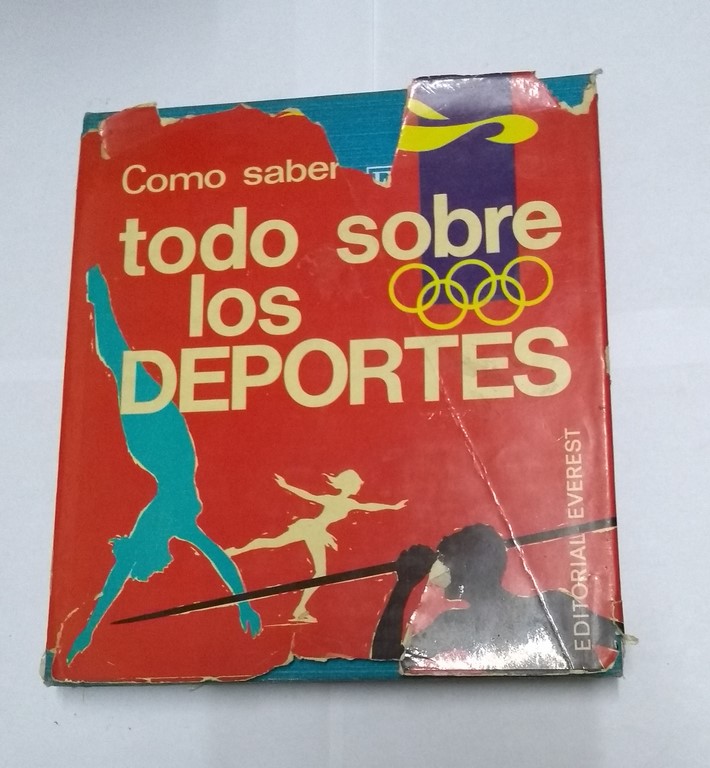 Como saber
todo sobre
los
DEPORTES
EDITORIAL EVEREST